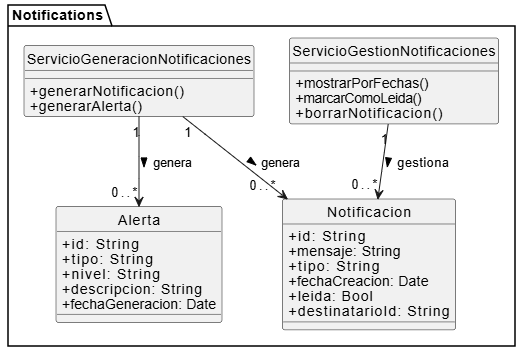 Notifications
ServicioGeneracionNotificaciones
+generarNotificacion()
+generarAlerta()
ServicioGestionNotificaciones
+mostrarPorFechas()
+marcarComoLeida()
+borrarNotificacion()
1
1
1
genera
genera
gestiona
0..*
0..*
0..*
Alerta
+id: String
+tipo: String
+nivel: String
+descripcion: String
+fechaGeneracion: Date
Notificacion
+id: String
+mensaje: String
+tipo: String
+fechaCreacion: Date
+leida: Bool
+destinatarioId: String